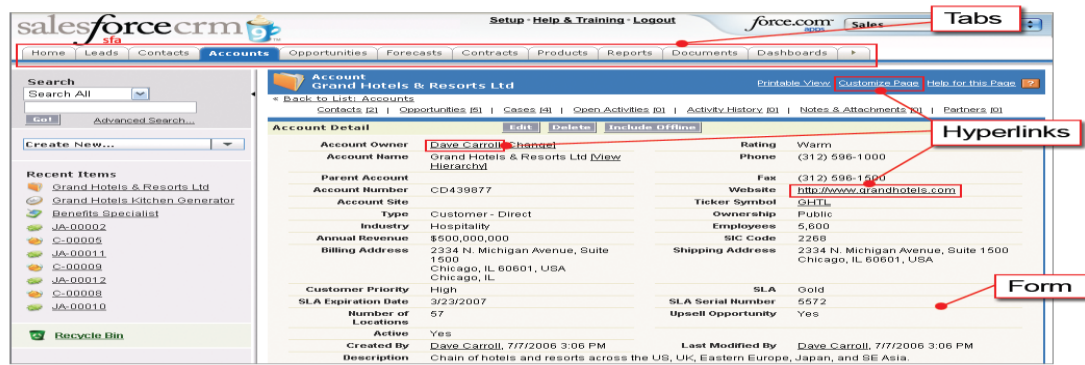 salesforcecrm
sfa
Setup · Help & Training · Logout
force.com
apps
Sales
Tabs
Home Leads Contacts Accounts Opportunities Forecasts Contracts Products Reports Documents Dashboards
Search
Search All
Go!
Advanced Search...
Create New...
Recent Items
Grand Hotels & Resorts Ltd
Grand Hotels Kitchen Generator
Benefits Specialist
JA-00002
C-00005
JA-00011
C-00009
JA-00012
C-00008
JA-00010
Recycle Bin
Account
Grand Hotels & Resorts Ltd
Printable View Customize Page Help for this Page
« Back to List: Accounts
Contacts [2] | Opportunities [5] | Cases [4] | Open Activities [0] | Activity History [0] | Notes & Attachments [0] | Partners [0]
Hyperlinks
Account Detail Edit Delete Include Offline
Account Owner Dave Carroll [Change] Rating Warm
Account Name Grand Hotels & Resorts Ltd [View Phone (312) 596-1000
Hierarchy]
Parent Account Fax (312) 596-1500
Account Number CD439877 Website http://www.grandhotels.com
Account Site Ticker Symbol GHTL
Type Customer - Direct Ownership Public
Industry Hospitality Employees 5,600
Annual Revenue $500,000,000 SIC Code 2268
Billing Address 2334 N. Michigan Avenue, Suite Shipping Address 2334 N. Michigan Avenue, Suite 1500
1500 Chicago, IL 60601, USA
Chicago, IL 60601, USA
Chicago, IL
Form
Customer Priority High SLA Gold
SLA Expiration Date 3/23/2007 SLA Serial Number 5572
Number of 57 Upsell Opportunity Yes
Locations
Active Yes
Created By Dave Carroll, 7/7/2006 3:06 PM Last Modified By Dave Carroll, 7/7/2006 3:06 PM
Description Chain of hotels and resorts across the US, UK, Eastern Europe, Japan, and SE Asia.